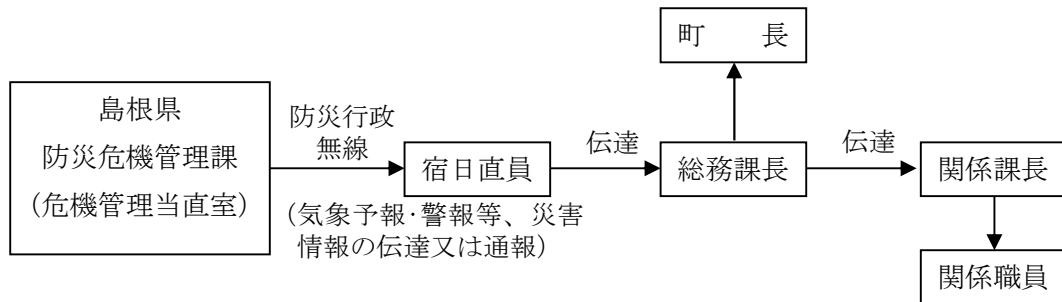 町　　長
島根県
防災危機管理課
（危機管理当直室）
防災行政
無線
宿日直員
（気象予報･警報等、災害
情報の伝達又は通報）
伝達
総務課長
伝達
関係課長
関係職員